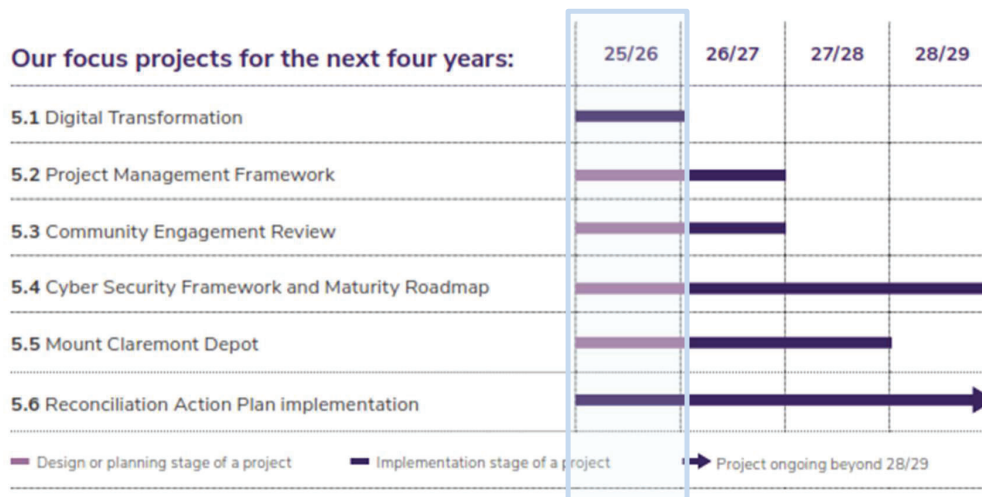 Our focus projects for the next four years: 25/26 26/27 27/28 28/29
5.1 Digital Transformation
5.2 Project Management Framework
5.3 Community Engagement Review
5.4 Cyber Security Framework and Maturity Roadmap
5.5 Mount Claremont Depot
5.6 Reconciliation Action Plan implementation
Design or planning stage of a project Implementation stage of a project Project ongoing beyond 28/29